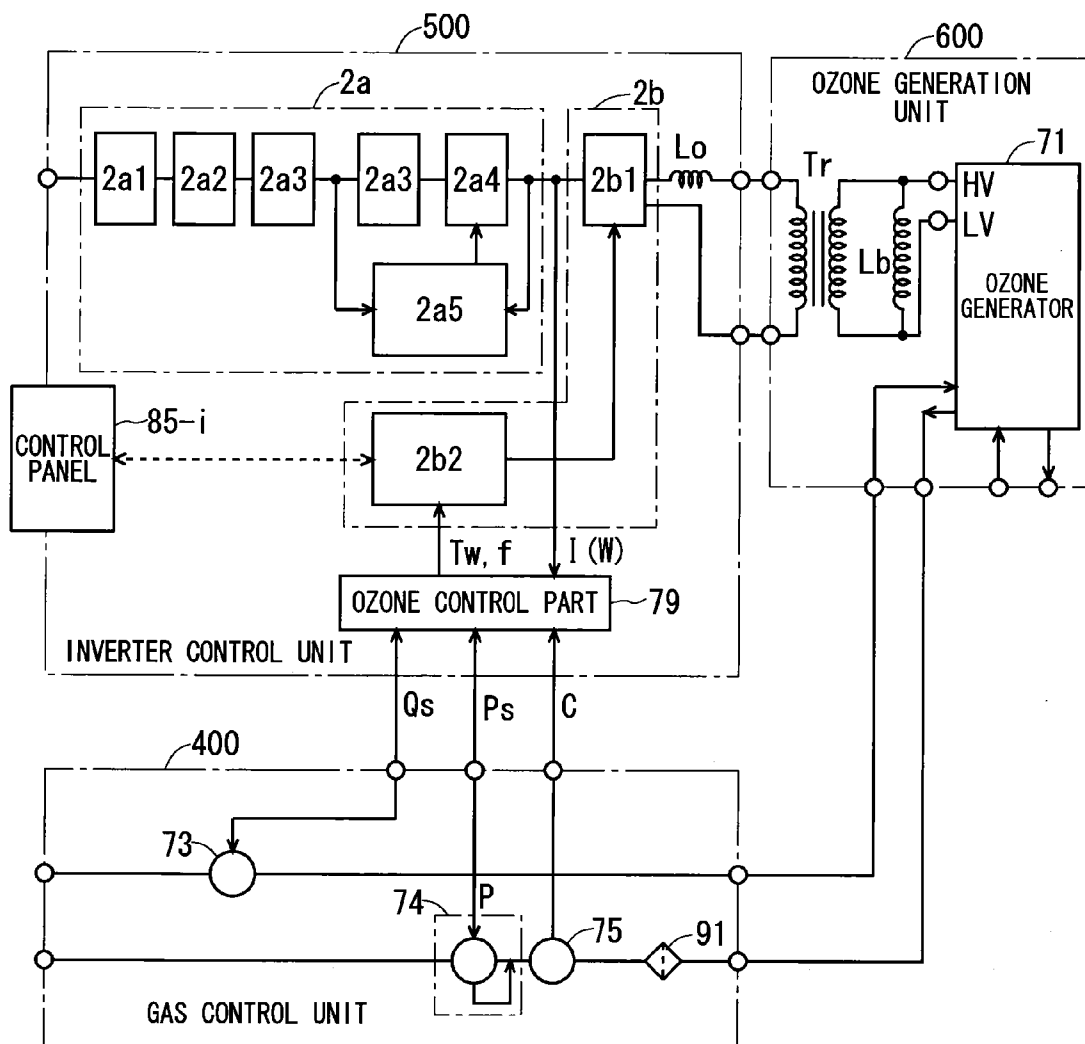 500
600
2a
2b
OZONE GENERATION
UNIT
71
2a1
2a2
2a3
2a3
2a4
2b1
Lo
Tr
HV
LV
Lb
OZONE
GENERATOR
2a5
85-i
CONTROL
PANEL
2b2
Tw, f
I (W)
OZONE CONTROL PART
79
INVERTER CONTROL UNIT
Qs
Ps
C
400
73
74
P
75
91
GAS CONTROL UNIT